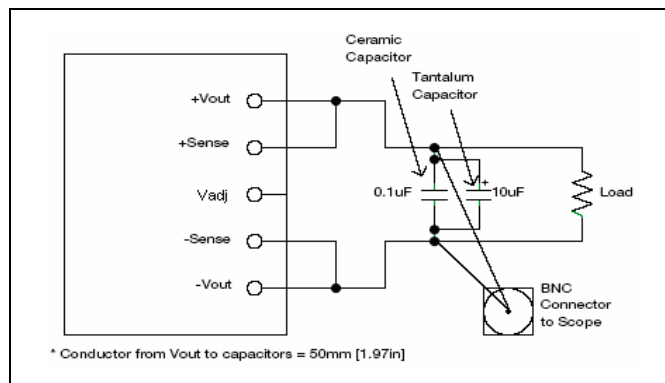 Ceramic
Capacitor
Tantalum
Capacitor
+Vout
+Sense
Vadj
-Sense
-Vout
0.1uF
+
10uF
Load
BNC
Connector
to Scope
* Conductor from Vout to capacitors = 50mm [1.97in]